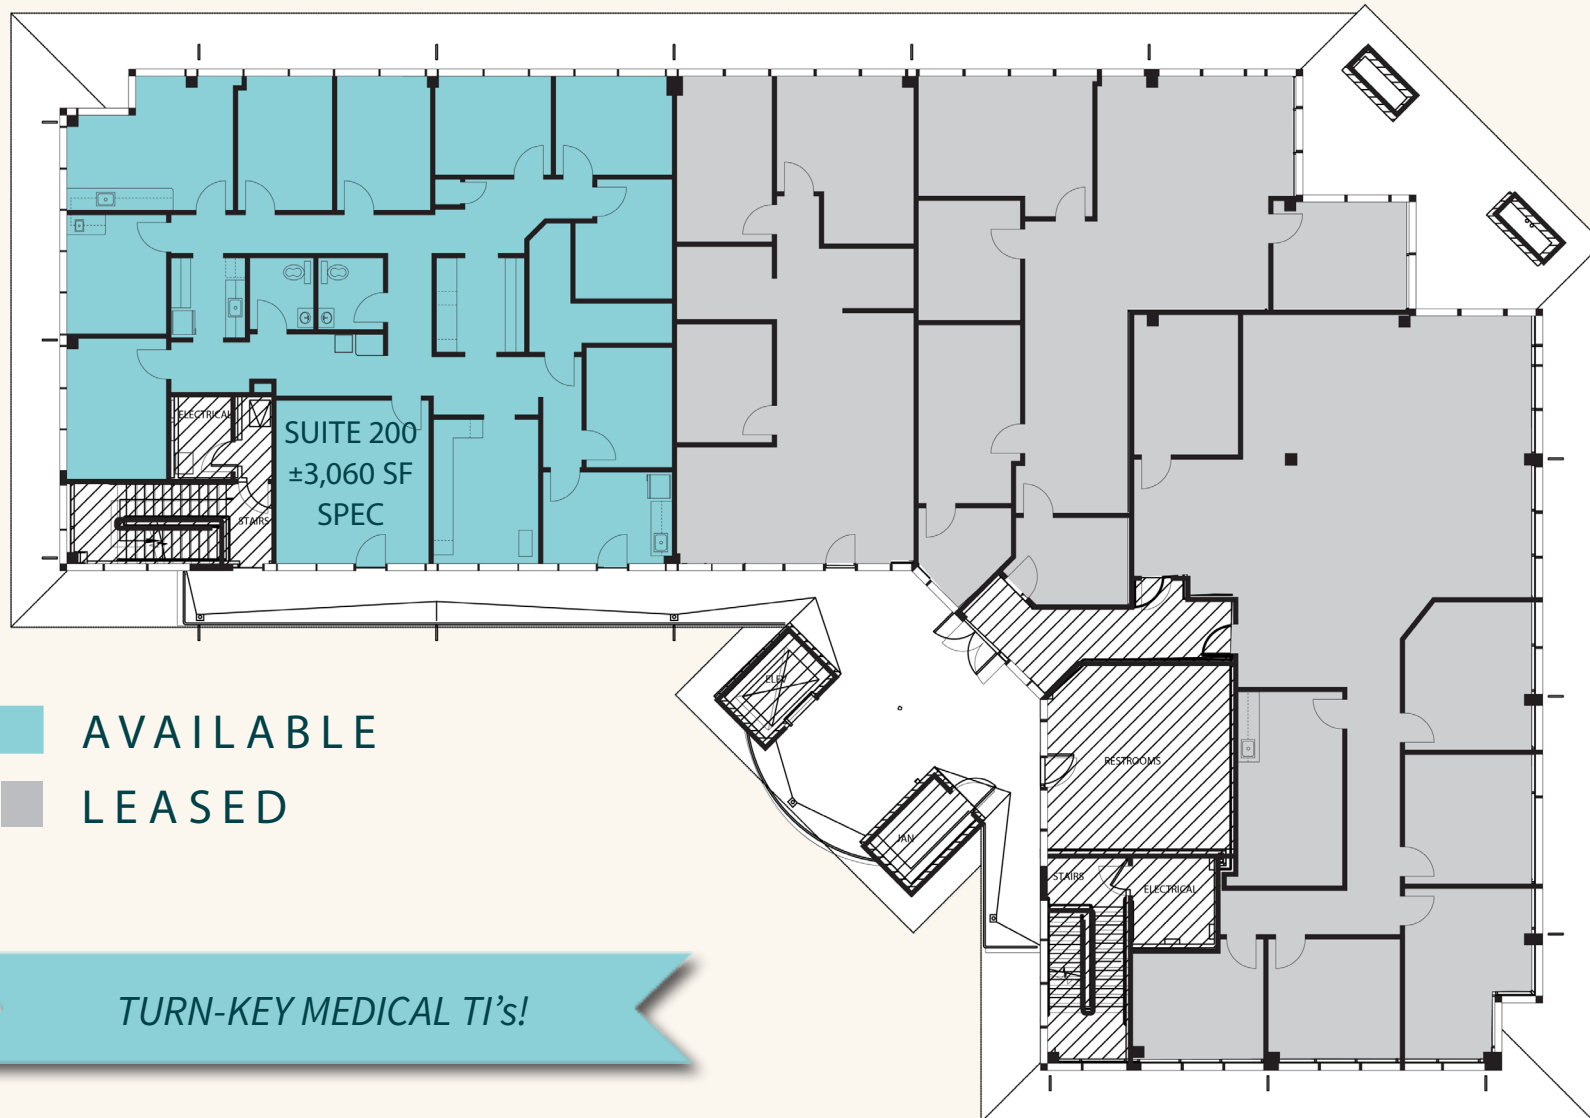 ELECTRICAL
SUITE 200
±3,060 SF
SPEC
STAIRS
ELEV
AVAILABLE
LEASED
RESTROOMS
JAN
STAIRS
ELECTRICAL
TURN-KEY MEDICAL TI’s!